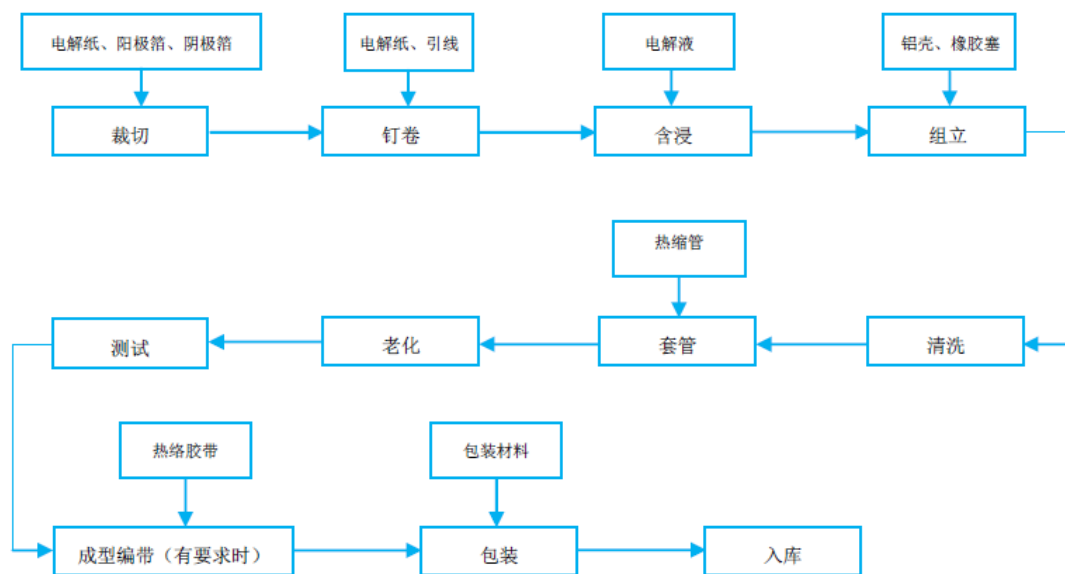 电解纸、阳极箔、阴极箔
电解纸、引线
电解液
铝壳、橡胶塞
裁切
钉卷
含浸
组立
热缩管
测试
老化
套管
清洗
热络胶带
包装材料
成型编带（有要求时）
包装
入库